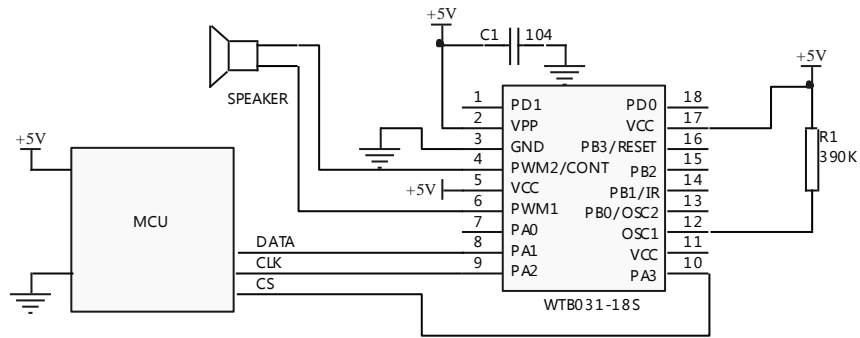 +5V
C1 104
+5V
SPEAKER
1 PD1 PD0 18
2 VPP VCC 17
3 GND PB3/RESET 16
4 PWM2/CONT PB2 15
5 VCC PB1/IR 14
6 PWM1 PB0/OSC2 13
7 PA0 OSC1 12
8 PA1 VCC 11
9 PA2 PA3 10
R1
390K
+5V
+5V
MCU
DATA
CLK
CS
WTB031-18S